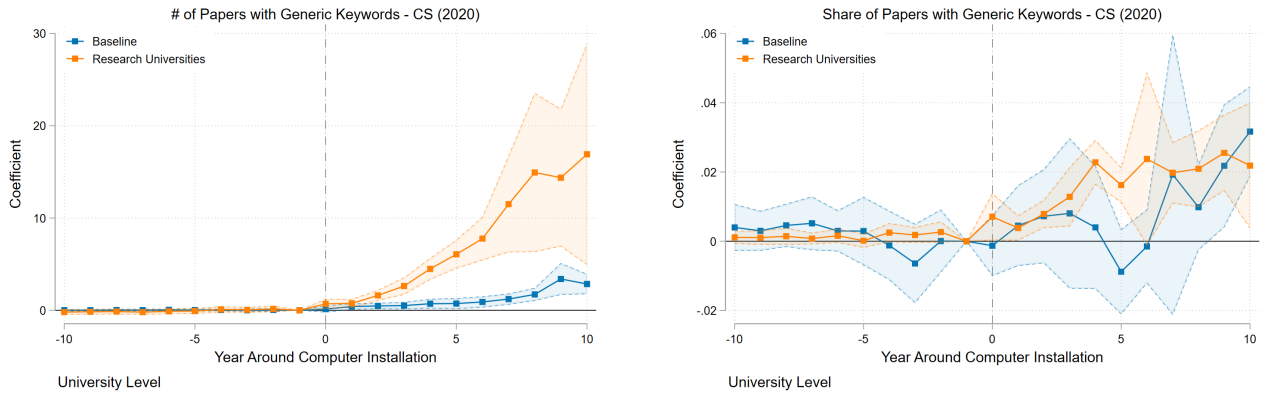 # of Papers with Generic Keywords - CS (2020)
30
20
10
0
Coefficient
Baseline
Research Universities
-10
-5
0
5
10
Year Around Computer Installation
University Level
Share of Papers with Generic Keywords - CS (2020)
.06
.04
.02
0
-.02
Coefficient
Baseline
Research Universities
-10
-5
0
5
10
Year Around Computer Installation
University Level